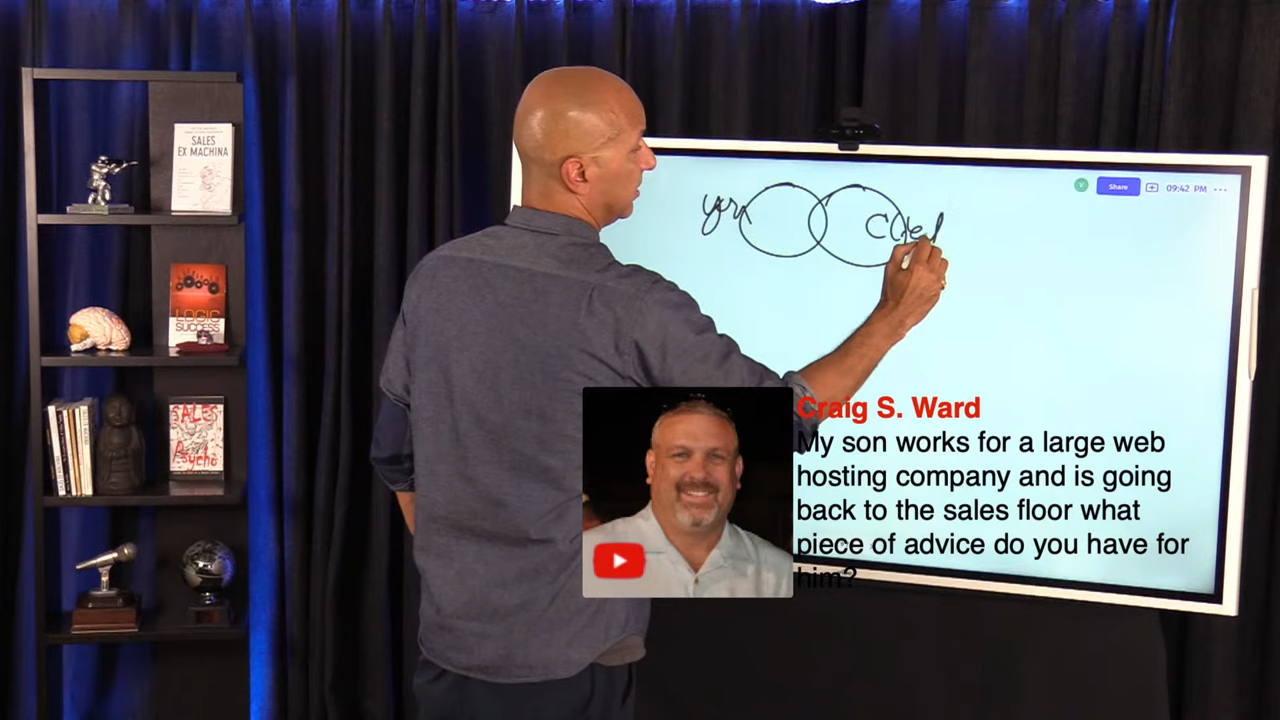 SALES
EX MACHINA
LOGIC
SUCCESS
SALES
Psycho
you
Share
09:42 PM
Craig S. Ward
My son works for a large web
hosting company and is going
back to the sales floor what
piece of advice do you have for
him?